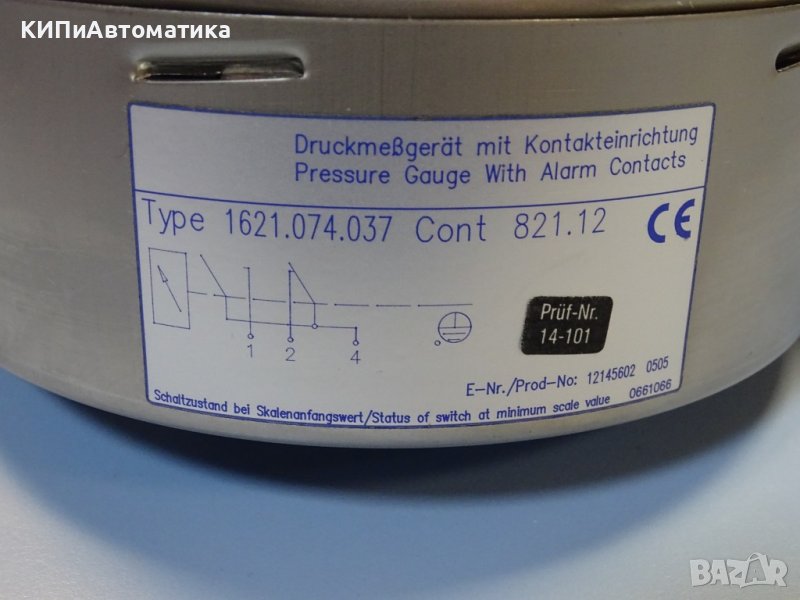 КИПиАвтоматика
Druckmeßgerät mit Kontakteinrichtung
Pressure Gauge With Alarm Contacts
Type 1621.074.037 Cont 821.12 CE
1 2 4
Prüf-Nr.
14-101
E-Nr./Prod-No: 12145602 0505
Schaltzustand bei Skalenanfangswert/Status of switch at minimum scale value 0661066
BAZAR